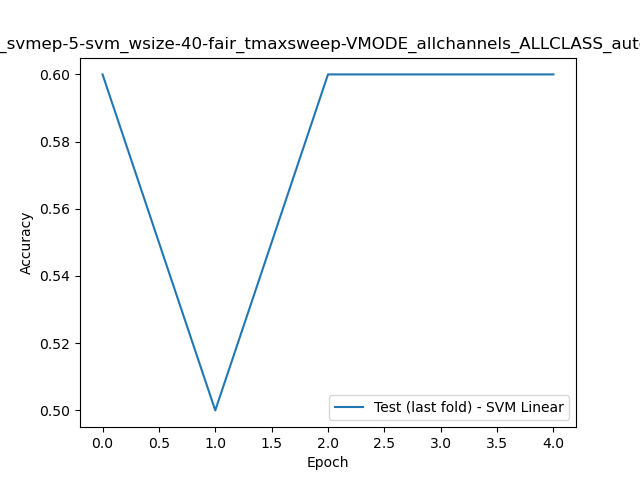 _svmep-5-svm_wsize-40-fair_tmaxsweep-VMODE_allchannels_ALLCLASS_aut
0.60
0.58
0.56
0.54
0.52
0.50
Accuracy
0.0 0.5 1.0 1.5 2.0 2.5 3.0 3.5 4.0
Epoch
Test (last fold) - SVM Linear